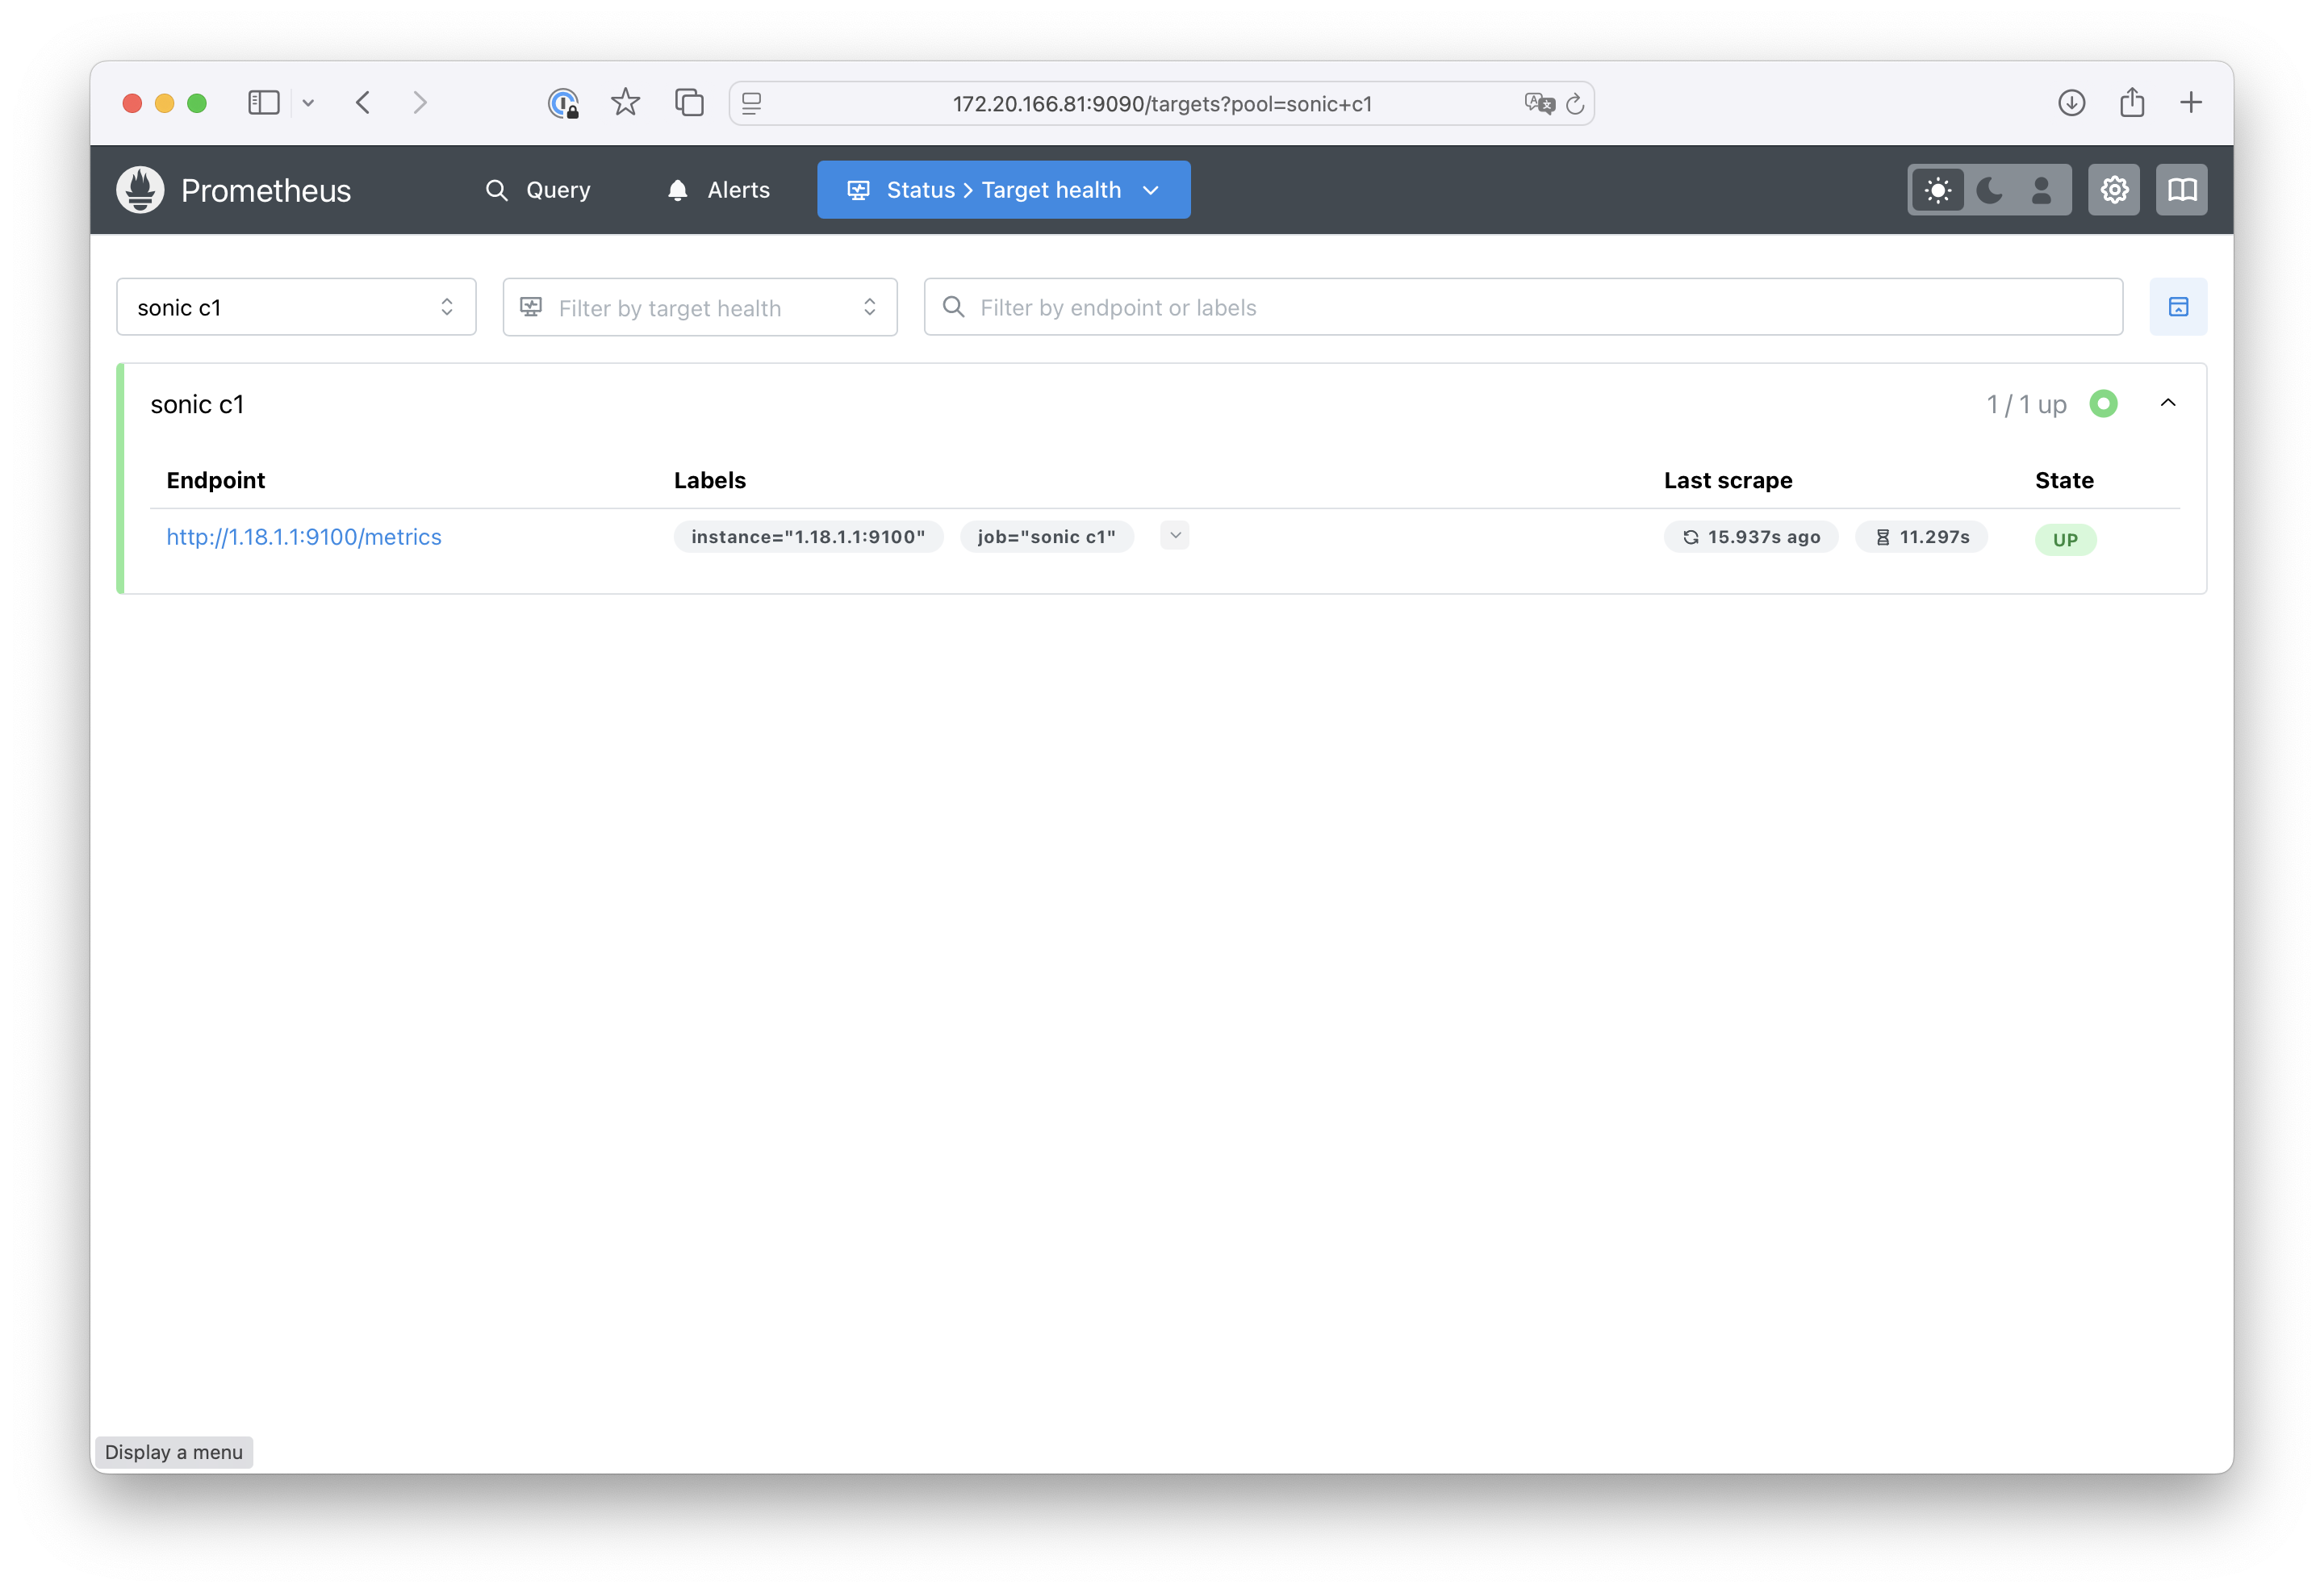 172.20.166.81:9090/targets?pool=sonic+c1
Prometheus Query Alerts Status > Target health
sonic c1 Filter by target health Filter by endpoint or labels
sonic c1 1 / 1 up
Endpoint Labels Last scrape State
http://1.18.1.1:9100/metrics instance="1.18.1.1:9100" job="sonic c1" 15.937s ago 11.297s UP
Display a menu